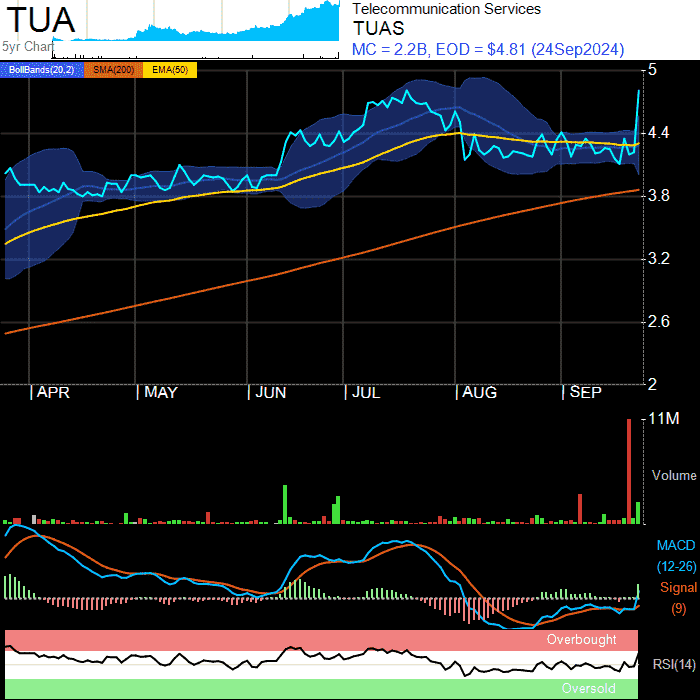 TUA
5yr Chart
Telecommunication Services
TUAS
MC = 2.2B, EOD = $4.81 (24Sep2024)
BollBands(20,2) SMA(200) EMA(50)
5
4.4
3.8
3.2
2.6
2
APR MAY JUN JUL AUG SEP
11M
Volume
MACD
(12-26)
Signal
(9)
Overbought
RSI(14)
Oversold